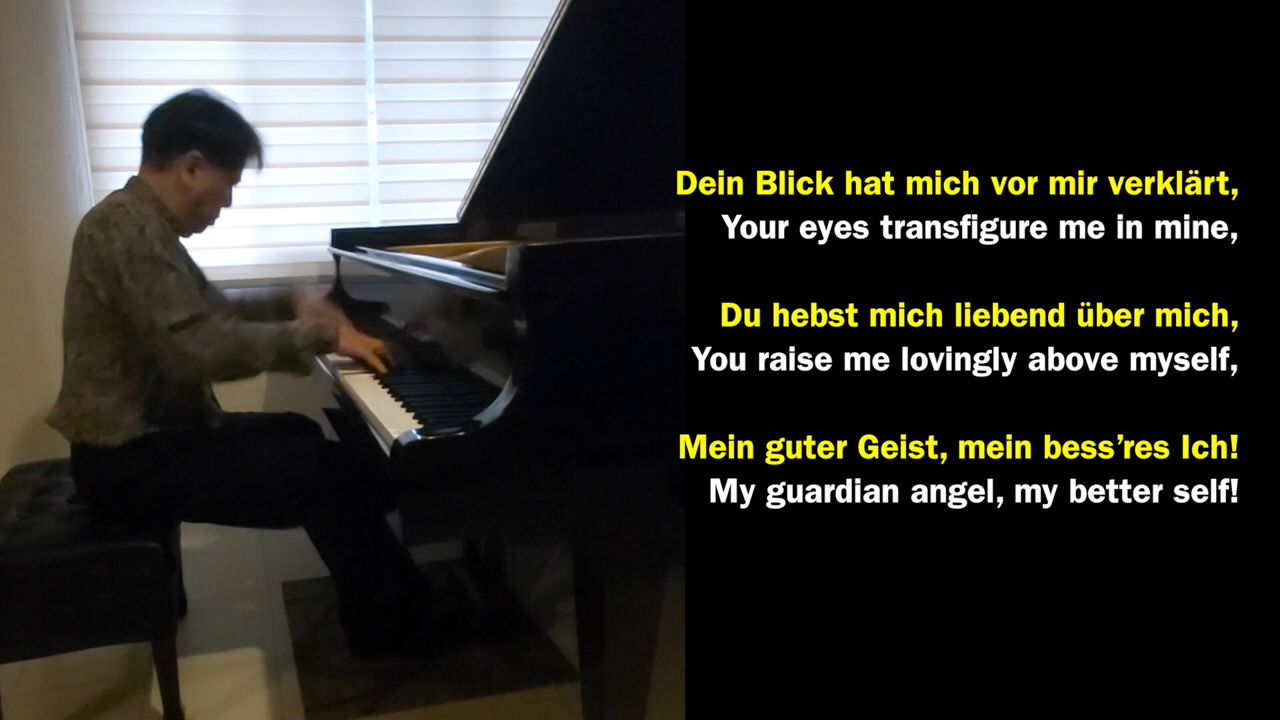 Dein Blick hat mich vor mir verklärt,
Your eyes transfigure me in mine,
Du hebst mich liebend über mich,
You raise me lovingly above myself,
Mein guter Geist, mein bess’res Ich!
My guardian angel, my better self!